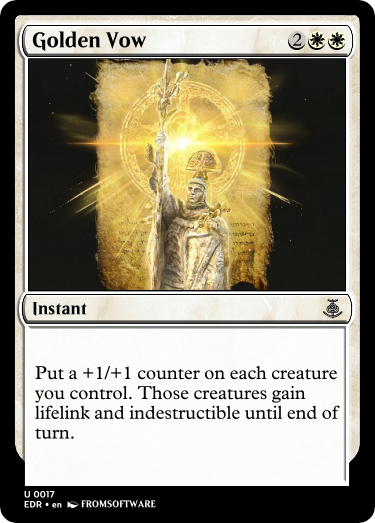 Golden Vow 2
Instant
Put a +1/+1 counter on each creature
you control. Those creatures gain
lifelink and indestructible until end of
turn.
U 0017
EDR • en FROMSOFTWARE